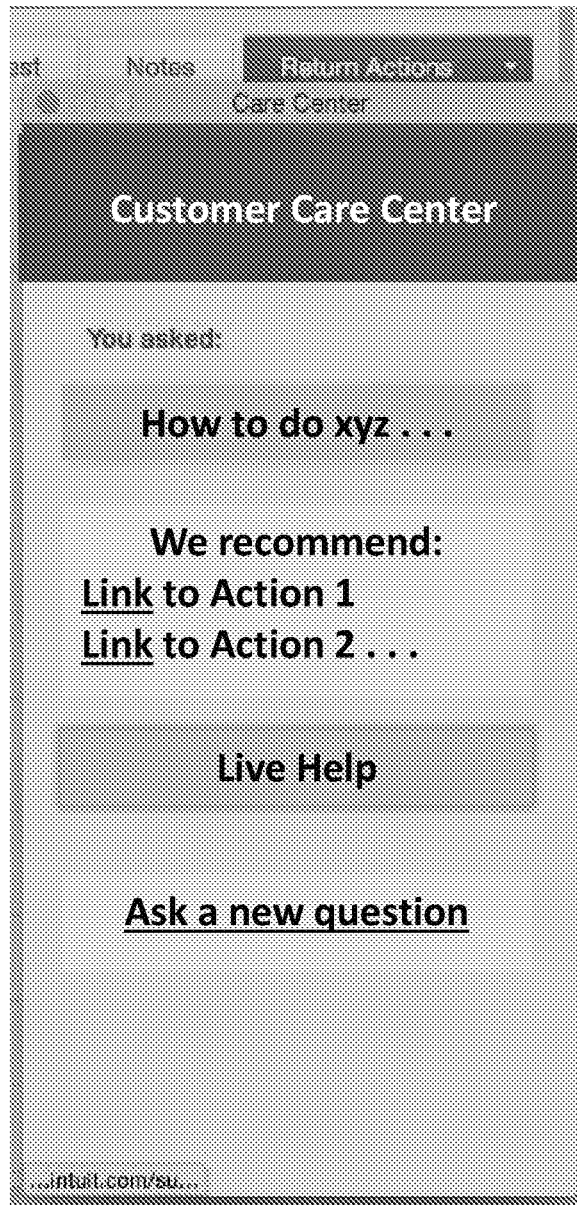 Notes
Return Actions
Care Center
Customer Care Center
You asked:
How to do xyz . . .
We recommend:
Link to Action 1
Link to Action 2 . . .
Live Help
Ask a new question
...intuit.com/su...